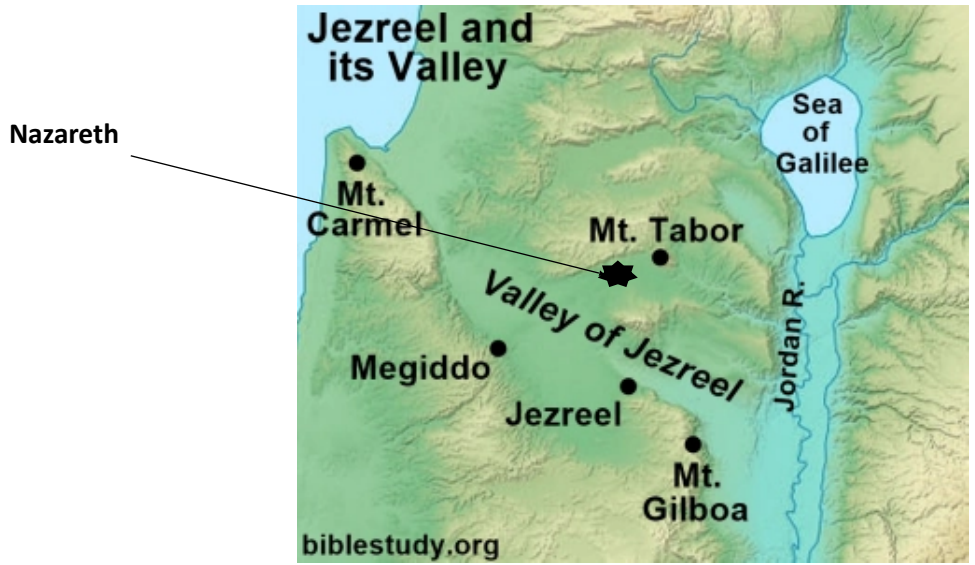 Jezreel and
its Valley
Nazareth
Sea
of
Galilee
Mt.
Carmel
Mt. Tabor
Valley of Jezreel
Jordan R.
Megiddo
Jezreel
Mt.
Gilboa
biblestudy.org